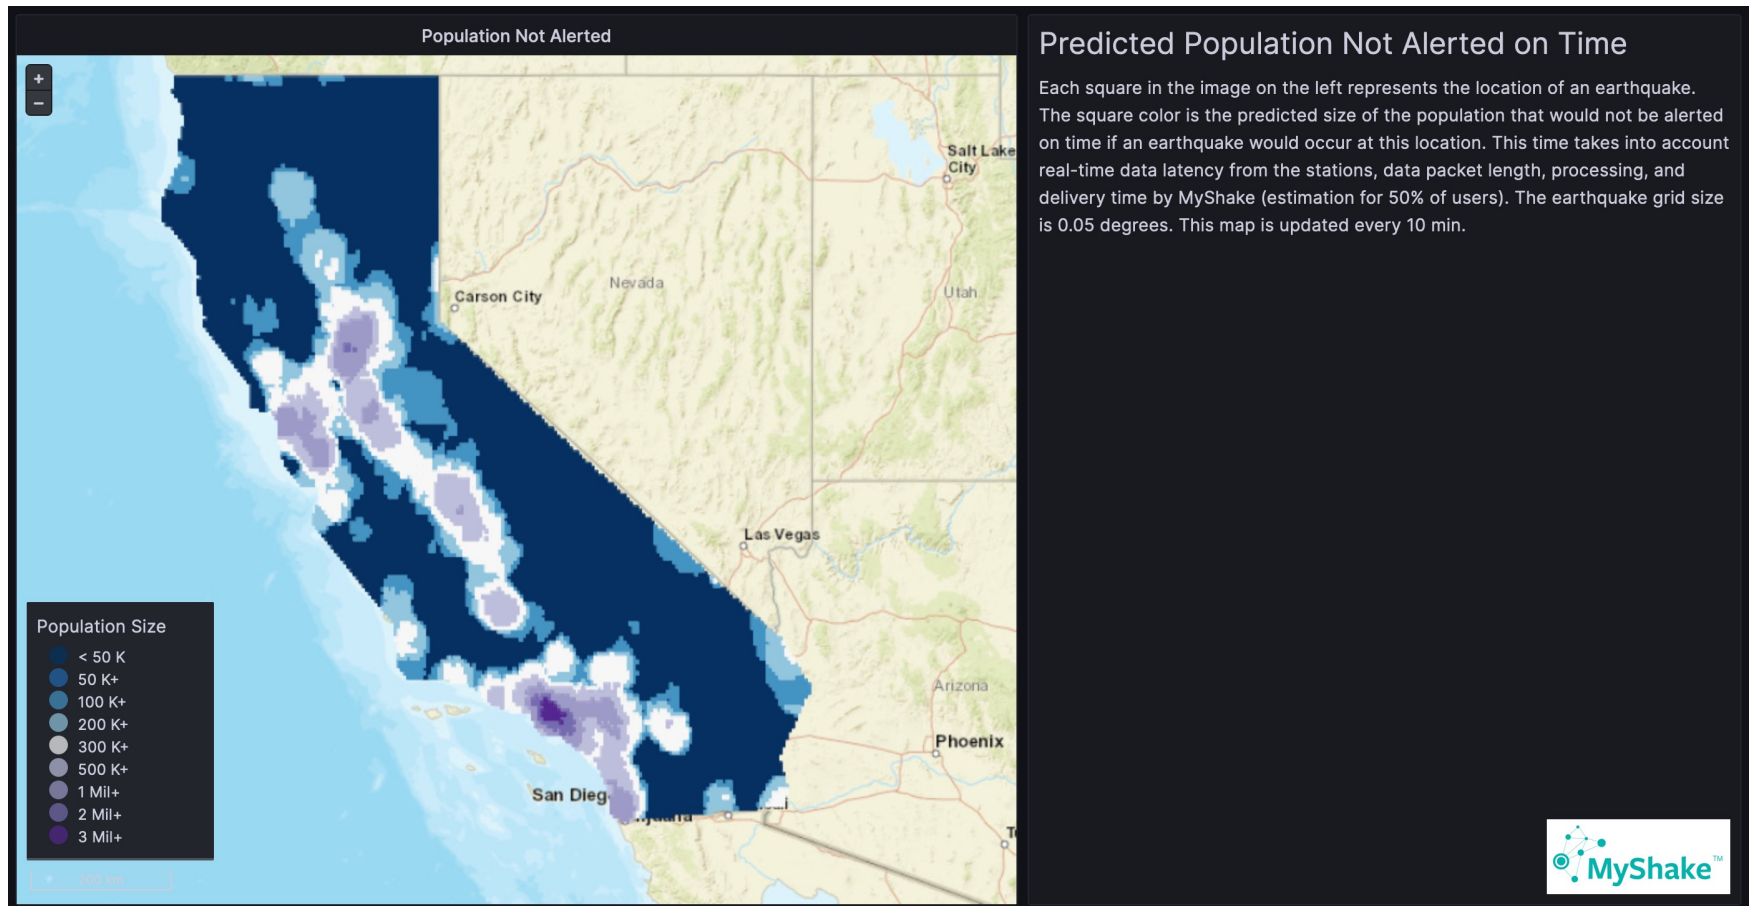 Population Not Alerted
+
−
Salt Lake
City
Nevada
Carson City
Utah
Las Vegas
Arizona
Phoenix
San Dieg
Population Size
< 50 K
50 K+
100 K+
200 K+
300 K+
500 K+
1 Mil+
2 Mil+
3 Mil+
Predicted Population Not Alerted on Time
Each square in the image on the left represents the location of an earthquake.
The square color is the predicted size of the population that would not be alerted
on time if an earthquake would occur at this location. This time takes into account
real-time data latency from the stations, data packet length, processing, and
delivery time by MyShake (estimation for 50% of users). The earthquake grid size
is 0.05 degrees. This map is updated every 10 min.
MyShake™